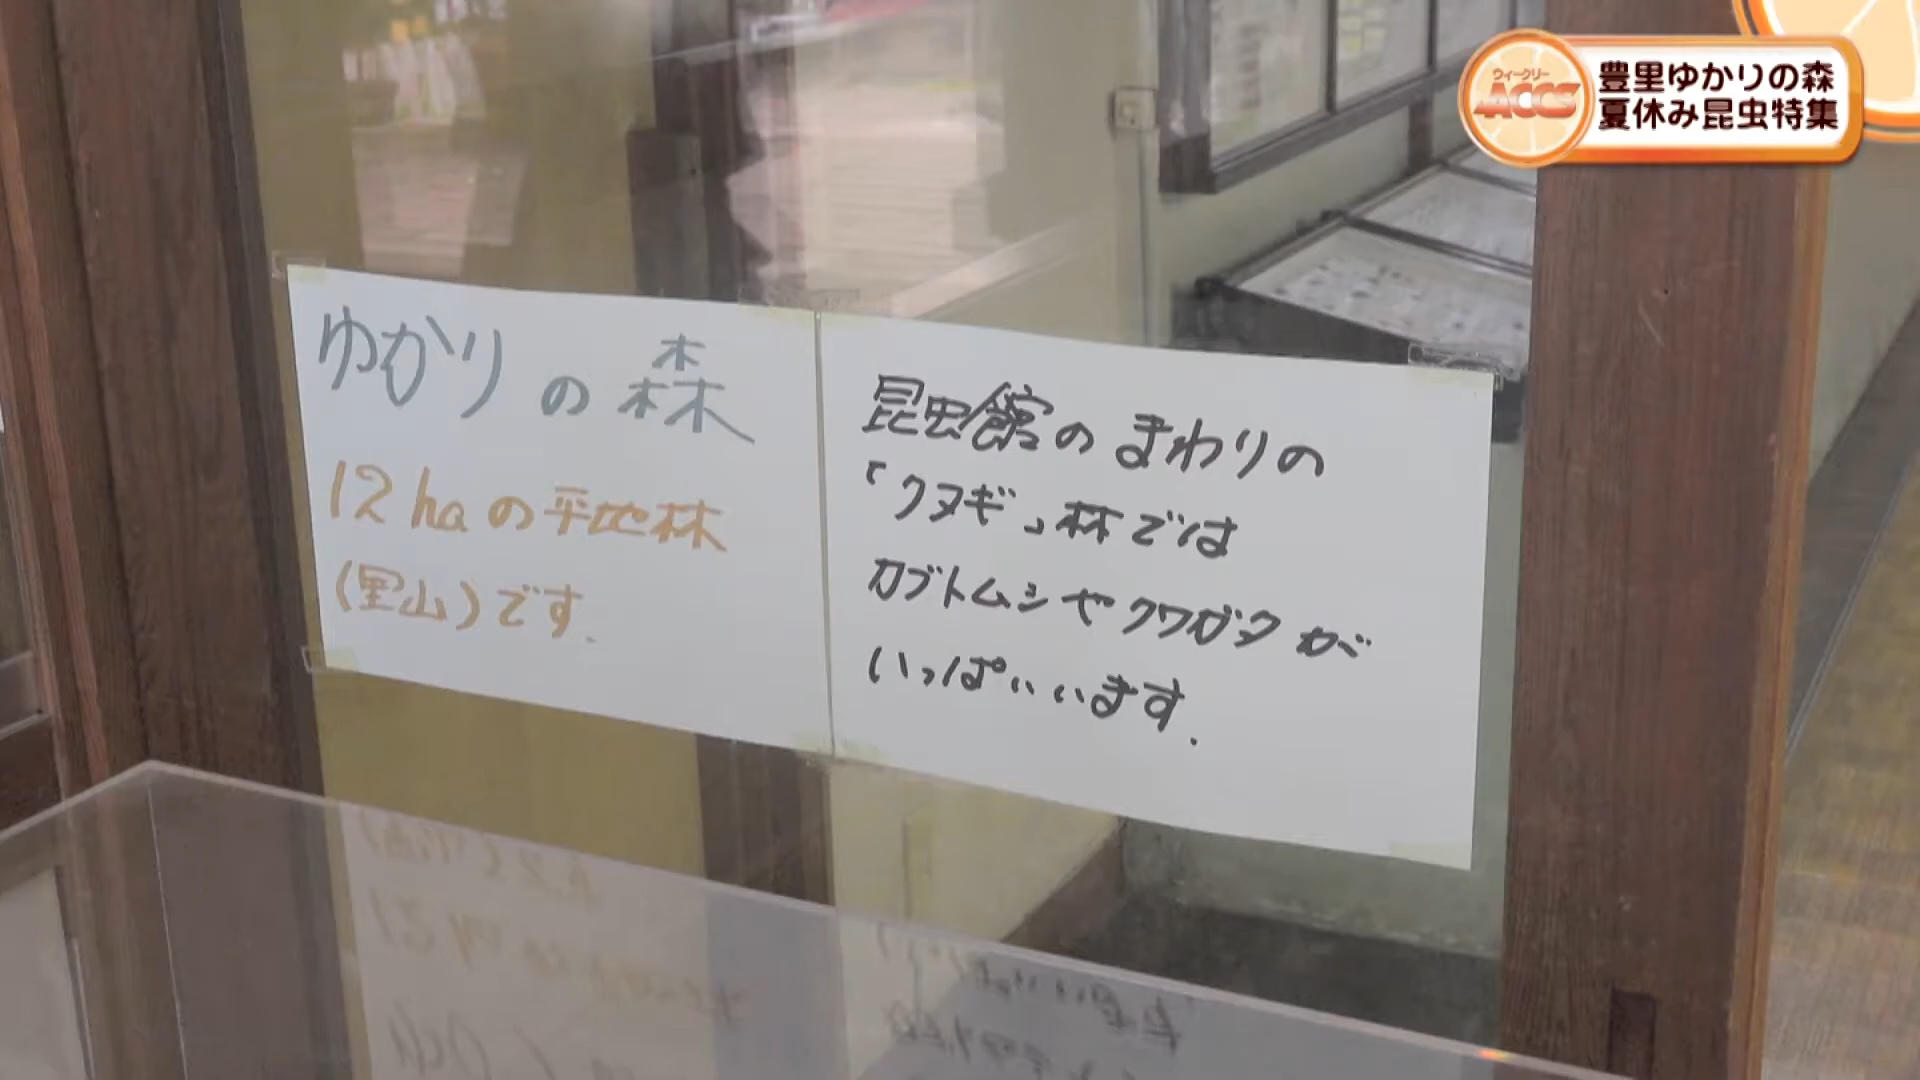 ウィークリー
ACCS
豊里ゆかりの森
夏休み昆虫特集
ゆかりの森
12haの平地林
(里山)です.
昆虫館のまわりの
「クヌギ」林では
カブトムシやクワガタが
いっぱいいます.